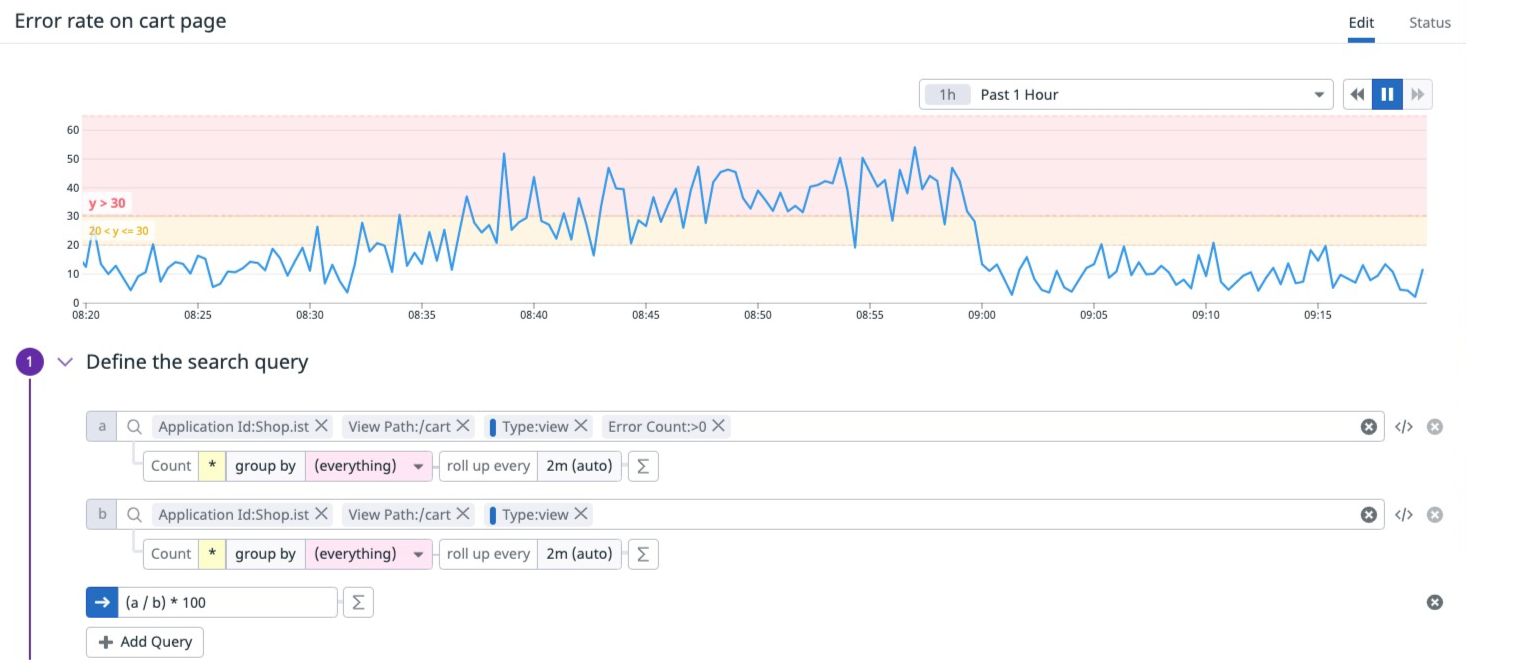 Error rate on cart page
Edit Status
1h Past 1 Hour
60
50
40
y > 30
30
20 < y <= 30
20
10
0
08:20 08:25 08:30 08:35 08:40 08:45 08:50 08:55 09:00 09:05 09:10 09:15
1 Define the search query
a Application Id:Shop.ist View Path:/cart Type:view Error Count:>0 </>
Count * group by (everything) roll up every 2m (auto) Σ
b Application Id:Shop.ist View Path:/cart Type:view </>
Count * group by (everything) roll up every 2m (auto) Σ
(a / b) * 100 Σ
Add Query